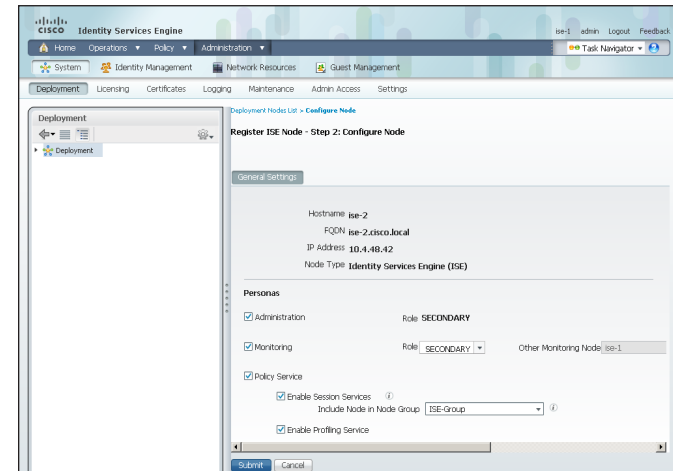 CISCO Identity Services Engine
ise-1 admin Logout Feedback
Home Operations Policy Administration
Task Navigator
System Identity Management Network Resources Guest Management
Deployment Licensing Certificates Logging Maintenance Admin Access Settings
Deployment
Deployment
Deployment Nodes List > Configure Node
Register ISE Node - Step 2: Configure Node
General Settings
Hostname ise-2
FQDN ise-2.cisco.local
IP Address 10.4.48.42
Node Type Identity Services Engine (ISE)
Personas
Administration Role SECONDARY
Monitoring Role SECONDARY Other Monitoring Node ise-1
Policy Service
Enable Session Services
Include Node in Node Group ISE-Group
Enable Profiling Service
Submit Cancel